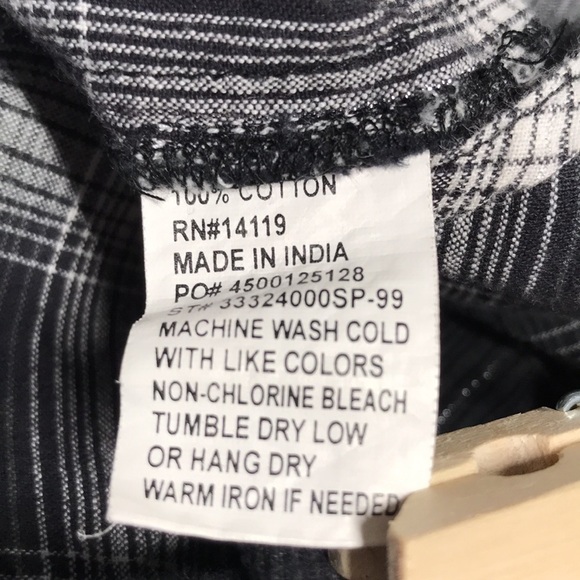 100% COTTON
RN#14119
MADE IN INDIA
PO# 4500125128
ST# 33324000SP-99
MACHINE WASH COLD
WITH LIKE COLORS
NON-CHLORINE BLEACH
TUMBLE DRY LOW
OR HANG DRY
WARM IRON IF NEEDED